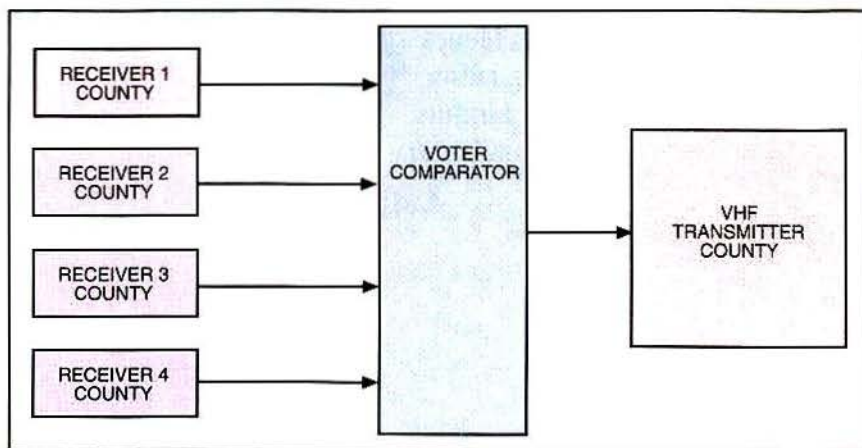 RECEIVER 1
COUNTY
RECEIVER 2
COUNTY
RECEIVER 3
COUNTY
RECEIVER 4
COUNTY
VOTER
COMPARATOR
VHF
TRANSMITTER
COUNTY